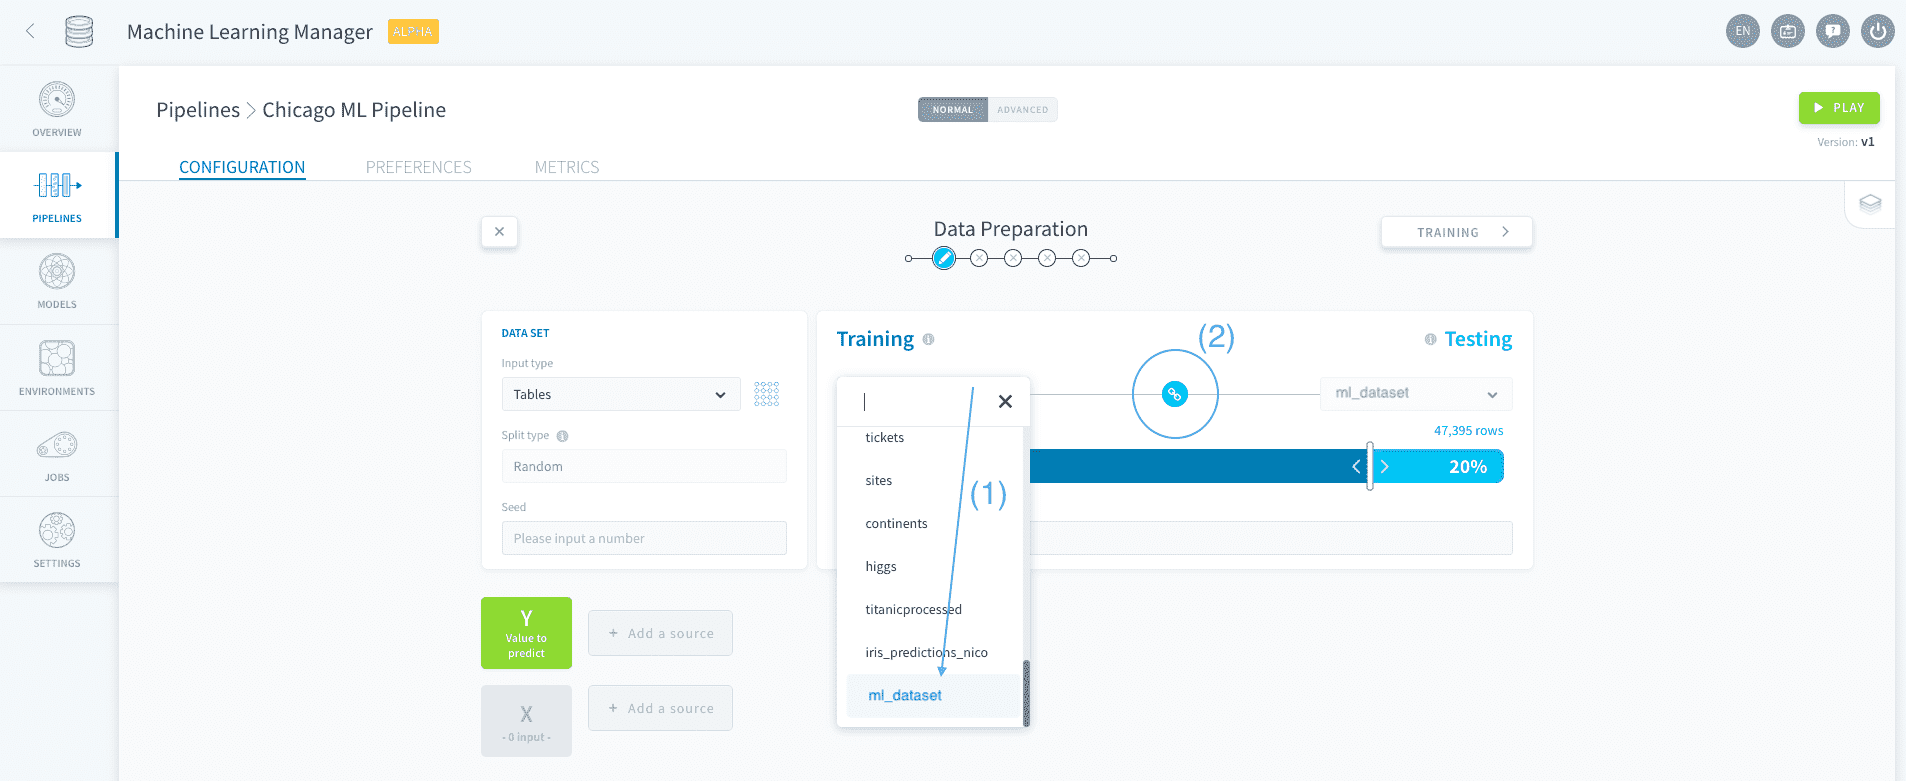 Machine Learning Manager ALPHA
EN
OVERVIEW
PIPELINES
MODELS
ENVIRONMENTS
JOBS
SETTINGS
Pipelines > Chicago ML Pipeline
NORMAL ADVANCED
PLAY
Version: v1
CONFIGURATION PREFERENCES METRICS
Data Preparation
TRAINING
DATA SET
Input type
Tables
Split type
Random
Seed
Please input a number
Training
(2)
Testing
ml_dataset
47,395 rows
20%
(1)
tickets
sites
continents
higgs
titanicprocessed
iris_predictions_nico
ml_dataset
Y
Value to
predict
+ Add a source
X
- 0 input -
+ Add a source